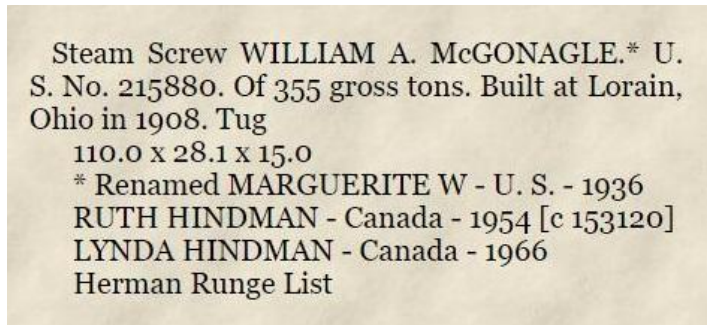 Steam Screw WILLIAM A. McGONAGLE.* U.
S. No. 215880. Of 355 gross tons. Built at Lorain,
Ohio in 1908. Tug
110.0 x 28.1 x 15.0
* Renamed MARGUERITE W - U. S. - 1936
RUTH HINDMAN - Canada - 1954 [c 153120]
LYNDA HINDMAN - Canada - 1966
Herman Runge List